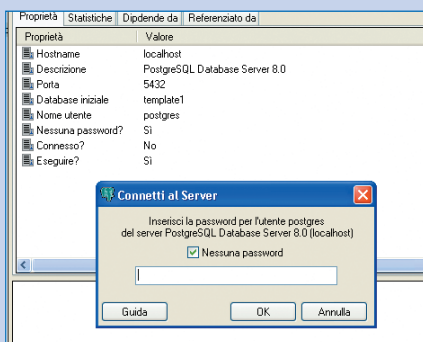 Proprietà Statistiche Dipdende da Referenziato da
Proprietà Valore
Hostname localhost
Descrizione PostgreSQL Database Server 8.0
Porta 5432
Database iniziale template1
Nome utente postgres
Nessuna password? Sì
Connesso? No
Eseguire? Sì
Connetti al Server
Inserisci la password per l'utente postgres
del server PostgreSQL Database Server 8.0 (localhost)
Nessuna password
Guida OK Annulla